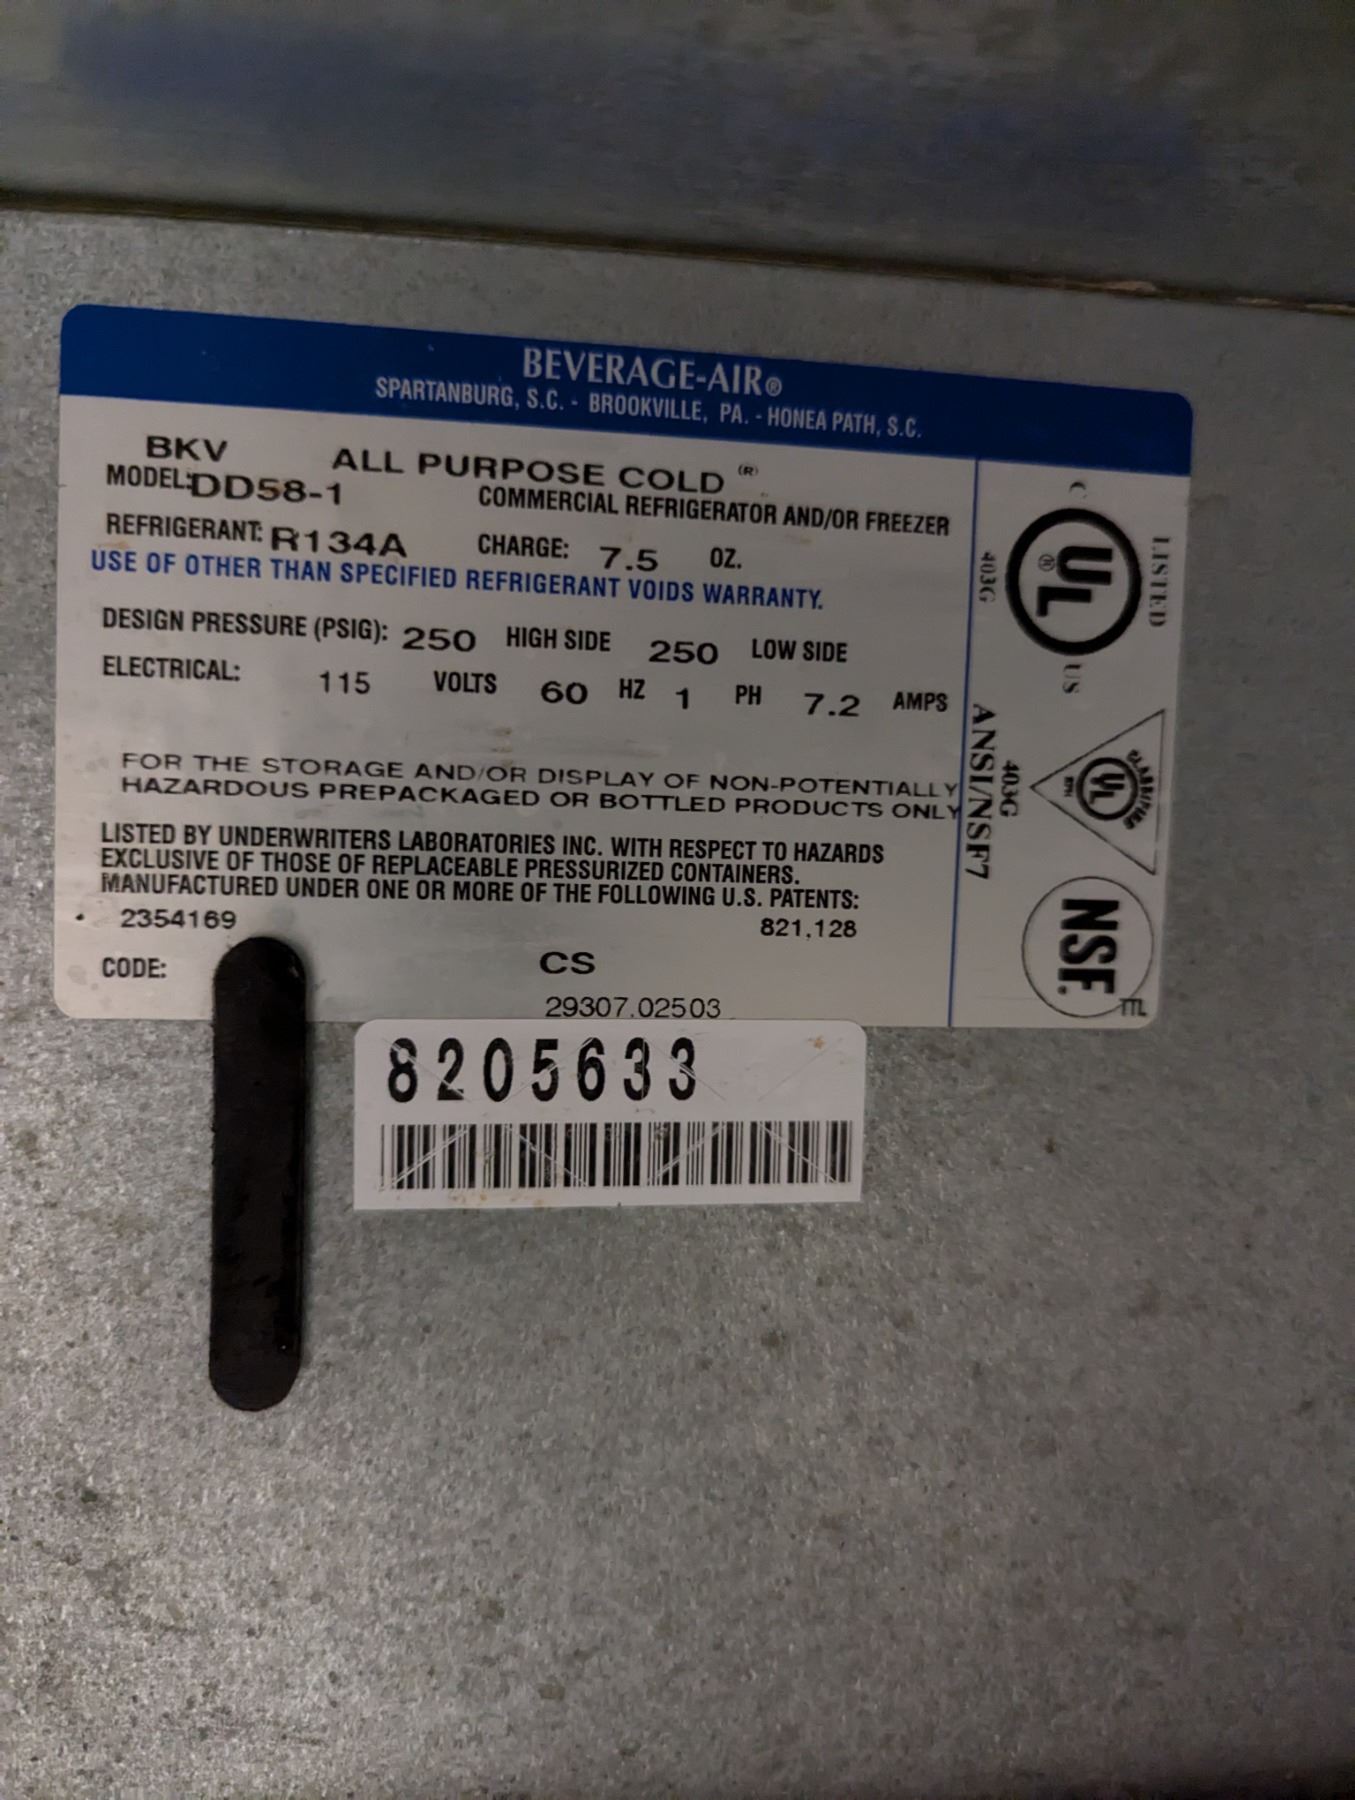 BEVERAGE-AIR®
SPARTANBURG, S.C. - BROOKVILLE, PA. - HONEA PATH, S.C.
BKV ALL PURPOSE COLD (R)
MODEL: DD58-1 COMMERCIAL REFRIGERATOR AND/OR FREEZER
REFRIGERANT: R134A CHARGE: 7.5 OZ.
USE OF OTHER THAN SPECIFIED REFRIGERANT VOIDS WARRANTY.
DESIGN PRESSURE (PSIG): 250 HIGH SIDE 250 LOW SIDE
ELECTRICAL: 115 VOLTS 60 HZ 1 PH 7.2 AMPS
FOR THE STORAGE AND/OR DISPLAY OF NON-POTENTIALLY
HAZARDOUS PREPACKAGED OR BOTTLED PRODUCTS ONLY
LISTED BY UNDERWRITERS LABORATORIES INC. WITH RESPECT TO HAZARDS
EXCLUSIVE OF THOSE OF REPLACEABLE PRESSURIZED CONTAINERS.
MANUFACTURED UNDER ONE OR MORE OF THE FOLLOWING U.S. PATENTS:
2354169 821,128
CODE: CS
29307.02503
8205633
LISTED
C UL® US
403G
CLASSIFIED
UL
EPH
403G
ANSI/NSF7
NSF.
TTL